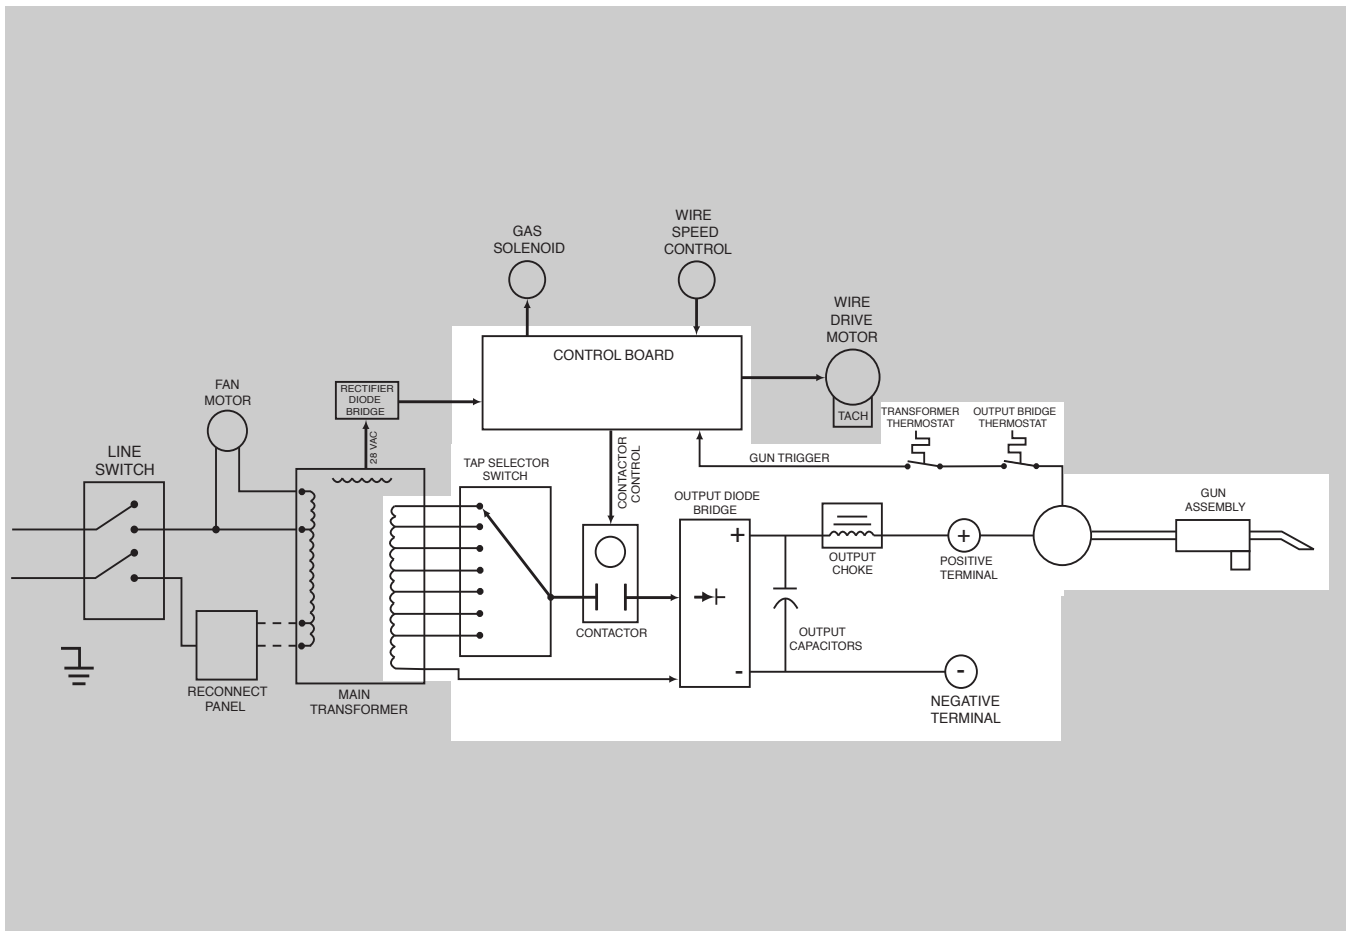 GAS
SOLENOID
WIRE
SPEED
CONTROL
WIRE
DRIVE
MOTOR
TACH
CONTROL BOARD
FAN
MOTOR
RECTIFIER
DIODE
BRIDGE
28 VAC
LINE
SWITCH
TAP SELECTOR
SWITCH
CONTACTOR
CONTROL
GUN TRIGGER
TRANSFORMER
THERMOSTAT
OUTPUT BRIDGE
THERMOSTAT
OUTPUT DIODE
BRIDGE
+
-
OUTPUT
CHOKE
+
POSITIVE
TERMINAL
GUN
ASSEMBLY
CONTACTOR
OUTPUT
CAPACITORS
RECONNECT
PANEL
MAIN
TRANSFORMER
-
NEGATIVE
TERMINAL